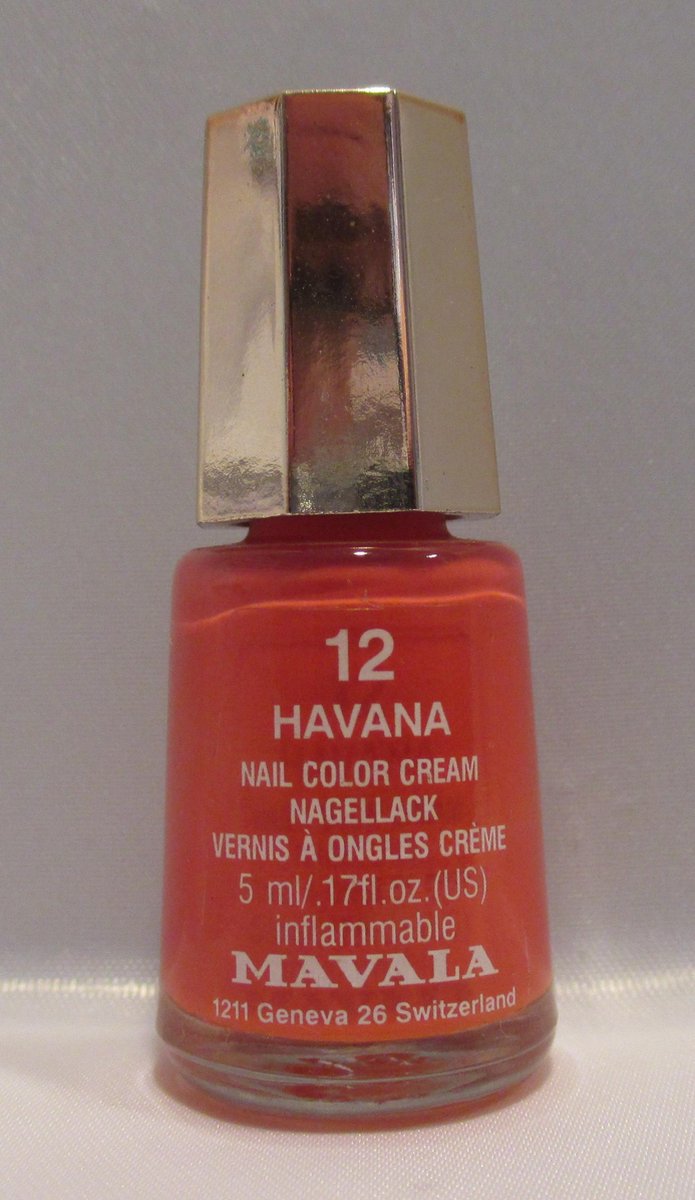 12
HAVANA
NAIL COLOR CREAM
NAGELLACK
VERNIS À ONGLES CRÈME
5 ml/.17fl.oz.(US)
inflammable
MAVALA
1211 Geneva 26 Switzerland